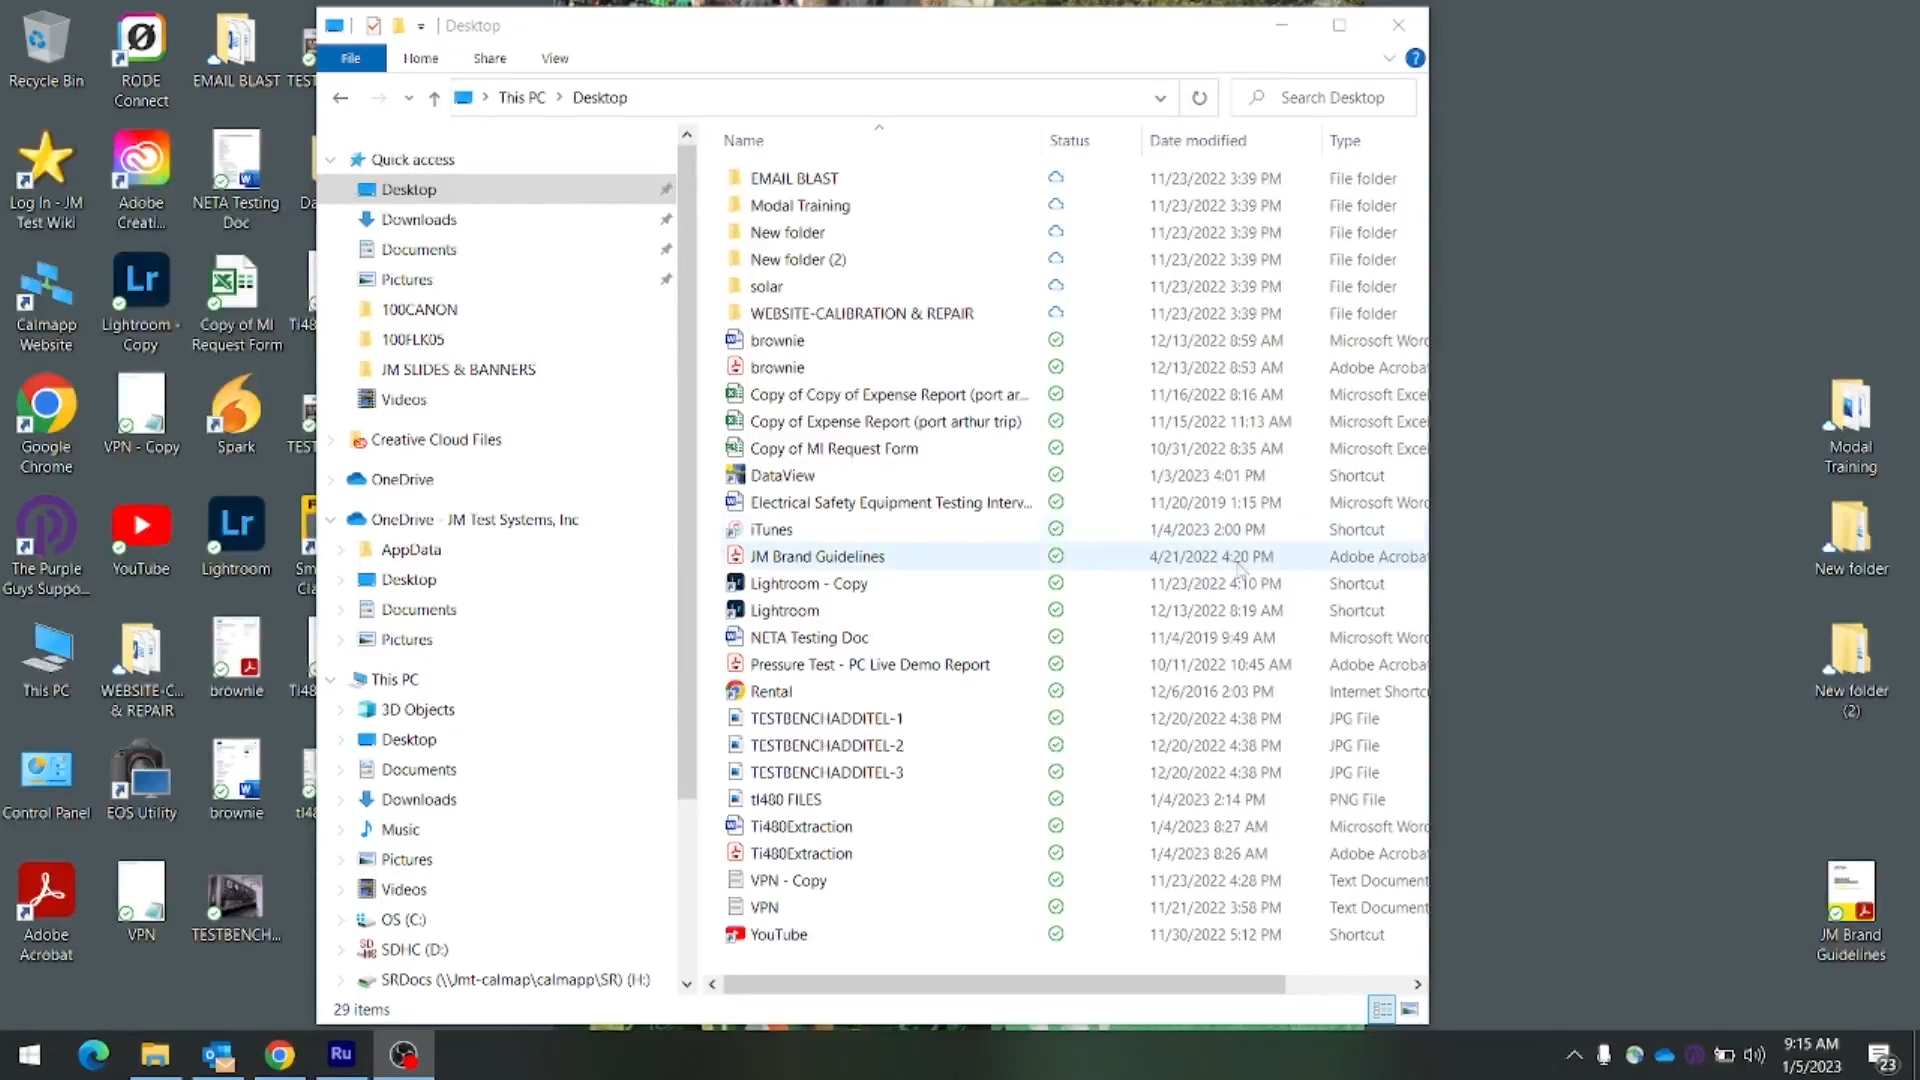 Recycle Bin
RODE
Connect
EMAIL BLAST
Log In - JM
Test Wiki
Adobe
Creati...
NETA Testing
Doc
Calmapp
Website
Lr
Lightroom -
Copy
Copy of MI
Request Form
Google
Chrome
VPN - Copy
Spark
The Purple
Guys Suppo...
YouTube
Lr
Lightroom
This PC
WEBSITE-C...
& REPAIR
brownie
Control Panel
EOS Utility
brownie
Adobe
Acrobat
VPN
TESTBENCH...
Desktop
File
Home
Share
View
?
This PC
Desktop
Search Desktop
Quick access
Desktop
Downloads
Documents
Pictures
100CANON
100FLK05
JM SLIDES & BANNERS
Videos
Creative Cloud Files
OneDrive
OneDrive - JM Test Systems, Inc
AppData
Desktop
Documents
Pictures
This PC
3D Objects
Desktop
Documents
Downloads
Music
Pictures
Videos
OS (C:)
SDHC (D:)
SRDocs (\\Jmt-calmap\calmapp\SR) (H:)
Name Status Date modified Type
EMAIL BLAST 11/23/2022 3:39 PM File folder
Modal Training 11/23/2022 3:39 PM File folder
New folder 11/23/2022 3:39 PM File folder
New folder (2) 11/23/2022 3:39 PM File folder
solar 11/23/2022 3:39 PM File folder
WEBSITE-CALIBRATION & REPAIR 11/23/2022 3:39 PM File folder
brownie 12/13/2022 8:59 AM Microsoft Word
brownie 12/13/2022 8:53 AM Adobe Acrobat
Copy of Copy of Expense Report (port ar... 11/16/2022 8:16 AM Microsoft Excel
Copy of Expense Report (port arthur trip) 11/15/2022 11:13 AM Microsoft Excel
Copy of MI Request Form 10/31/2022 8:35 AM Microsoft Excel
DataView 1/3/2023 4:01 PM Shortcut
Electrical Safety Equipment Testing Interv... 11/20/2019 1:15 PM Microsoft Word
iTunes 1/4/2023 2:00 PM Shortcut
JM Brand Guidelines 4/21/2022 4:20 PM Adobe Acrobat
Lightroom - Copy 11/23/2022 4:10 PM Shortcut
Lightroom 12/13/2022 8:19 AM Shortcut
NETA Testing Doc 11/4/2019 9:49 AM Microsoft Word
Pressure Test - PC Live Demo Report 10/11/2022 10:45 AM Adobe Acrobat
Rental 12/6/2016 2:03 PM Internet Shortcu
TESTBENCHADDITEL-1 12/20/2022 4:38 PM JPG File
TESTBENCHADDITEL-2 12/20/2022 4:38 PM JPG File
TESTBENCHADDITEL-3 12/20/2022 4:38 PM JPG File
tI480 FILES 1/4/2023 2:14 PM PNG File
Ti480Extraction 1/4/2023 8:27 AM Microsoft Word
Ti480Extraction 1/4/2023 8:26 AM Adobe Acrobat
VPN - Copy 11/23/2022 4:28 PM Text Document
VPN 11/21/2022 3:58 PM Text Document
YouTube 11/30/2022 5:12 PM Shortcut
29 items
Modal
Training
New folder
New folder
(2)
JM Brand
Guidelines
Ru
9:15 AM
1/5/2023
23